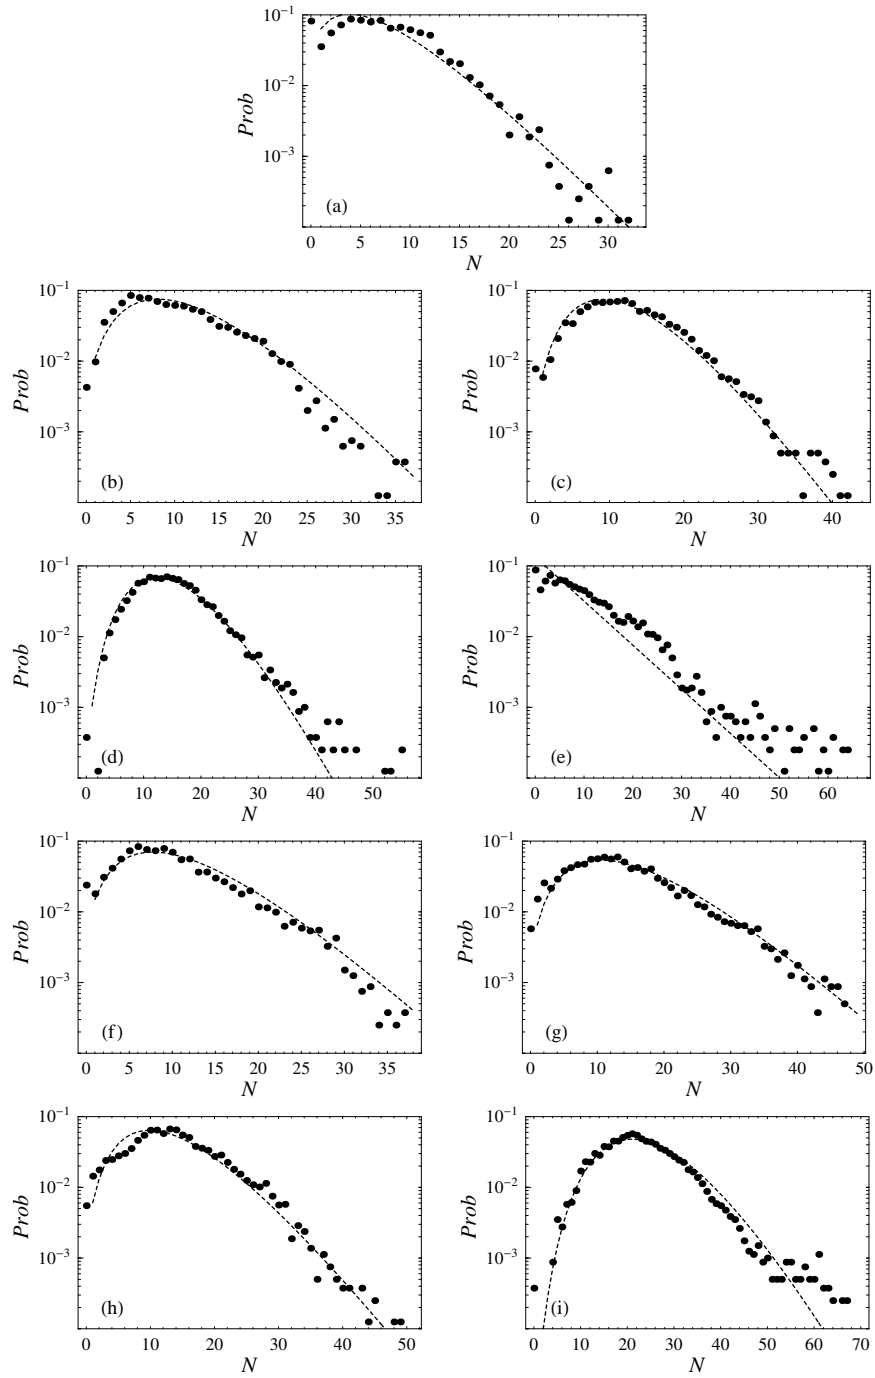 10^{-1}
10^{-2}
10^{-3}
Prob
(a)
0 5 10 15 20 25 30
N
10^{-1} 10^{-1}
10^{-2} 10^{-2}
10^{-3} 10^{-3}
Prob Prob
(b) (c)
0 5 10 15 20 25 30 35 0 10 20 30 40
N N
10^{-1} 10^{-1}
10^{-2} 10^{-2}
10^{-3} 10^{-3}
Prob Prob
(d) (e)
0 10 20 30 40 50 0 10 20 30 40 50 60
N N
10^{-1} 10^{-1}
10^{-2} 10^{-2}
10^{-3} 10^{-3}
Prob Prob
(f) (g)
0 5 10 15 20 25 30 35 0 10 20 30 40 50
N N
10^{-1} 10^{-1}
10^{-2} 10^{-2}
10^{-3} 10^{-3}
Prob Prob
(h) (i)
0 10 20 30 40 50 0 10 20 30 40 50 60 70
N N